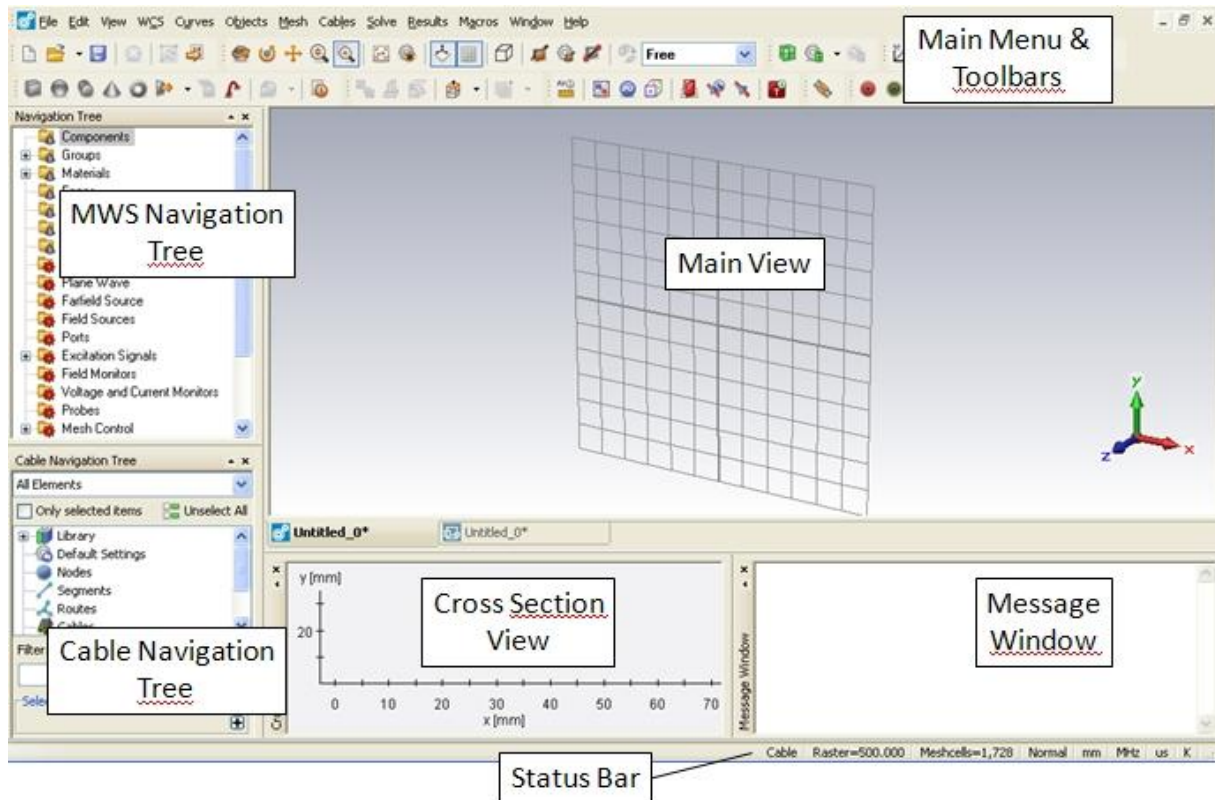 File Edit View WCS Curves Objects Mesh Cables Solve Results Macros Window Help
Main Menu &
Toolbars
Free
Navigation Tree
Components
Groups
Materials
MWS Navigation
Tree
Plane Wave
Farfield Source
Field Sources
Ports
Excitation Signals
Field Monitors
Voltage and Current Monitors
Probes
Mesh Control
Main View
y
z
x
Cable Navigation Tree
All Elements
Only selected items Unselect All
Library
Default Settings
Nodes
Segments
Routes
Cables
Filter
Cable Navigation
Tree
Untitled_0* Untitled_0*
y [mm]
20
0 10 20 30 40 50 60 70
x [mm]
Cross Section
View
Message Window
Message
Window
Cable Raster=500.000 Meshcells=1,728 Normal mm MHz us K
Status Bar